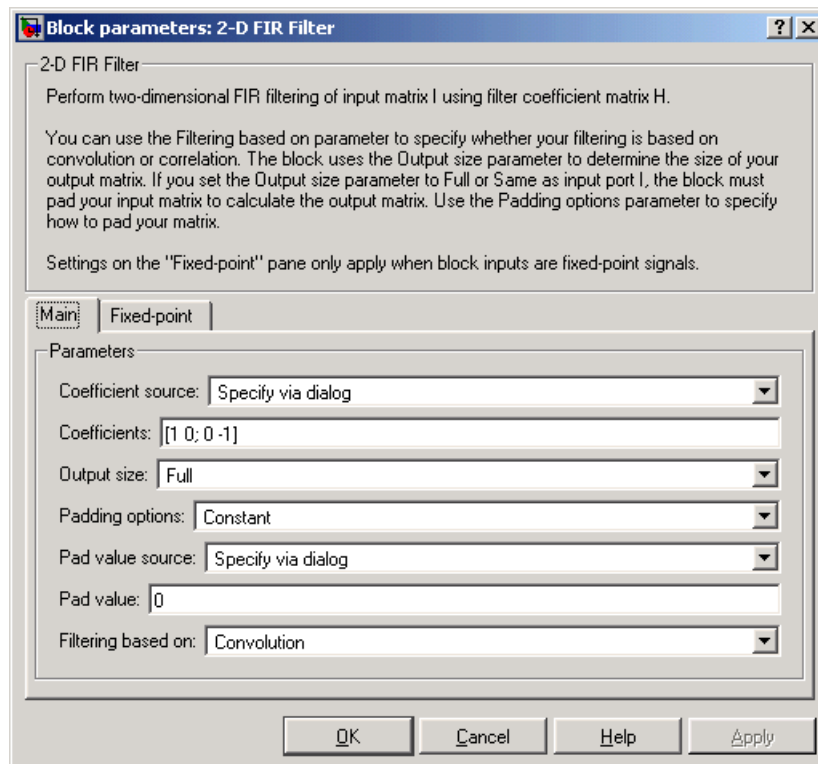 Block parameters: 2-D FIR Filter
2-D FIR Filter
Perform two-dimensional FIR filtering of input matrix I using filter coefficient matrix H.
You can use the Filtering based on parameter to specify whether your filtering is based on
convolution or correlation. The block uses the Output size parameter to determine the size of your
output matrix. If you set the Output size parameter to Full or Same as input port I, the block must
pad your input matrix to calculate the output matrix. Use the Padding options parameter to specify
how to pad your matrix.
Settings on the "Fixed-point" pane only apply when block inputs are fixed-point signals.
Main Fixed-point
Parameters
Coefficient source: Specify via dialog
Coefficients: [1 0; 0 -1]
Output size: Full
Padding options: Constant
Pad value source: Specify via dialog
Pad value: 0
Filtering based on: Convolution
OK Cancel Help Apply